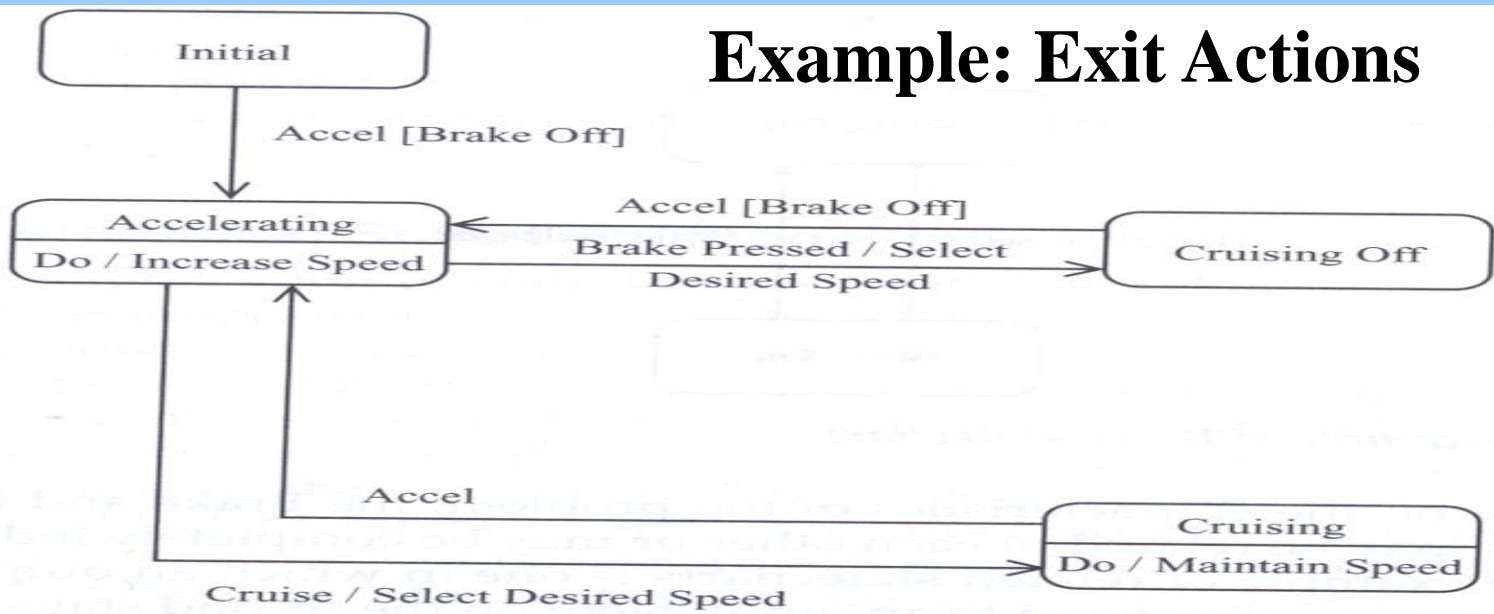 Example: Exit Actions
Initial
Accel [Brake Off]
Accelerating
Do / Increase Speed
Accel [Brake Off]
Brake Pressed / Select
Desired Speed
Cruising Off
Accel
Cruising
Do / Maintain Speed
Cruise / Select Desired Speed